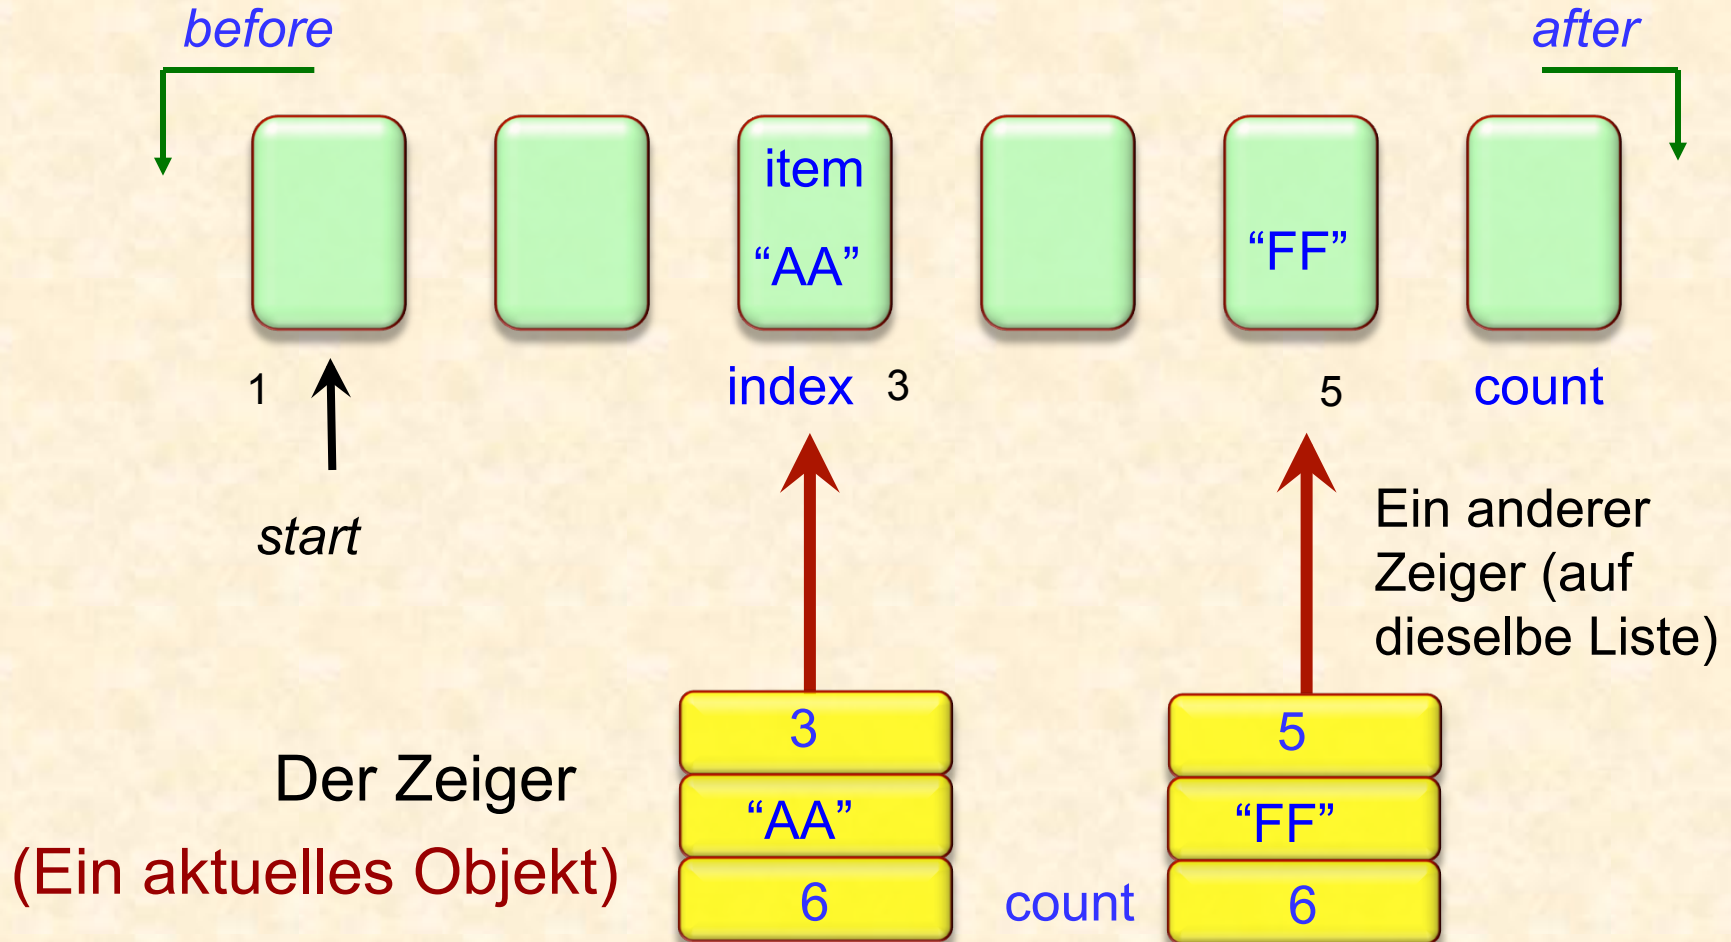 before
after
item
“AA”
“FF”
1
index 3
5
count
start
Ein anderer
Zeiger (auf
dieselbe Liste)
3
5
Der Zeiger
“AA”
“FF”
(Ein aktuelles Objekt)
6
count
6